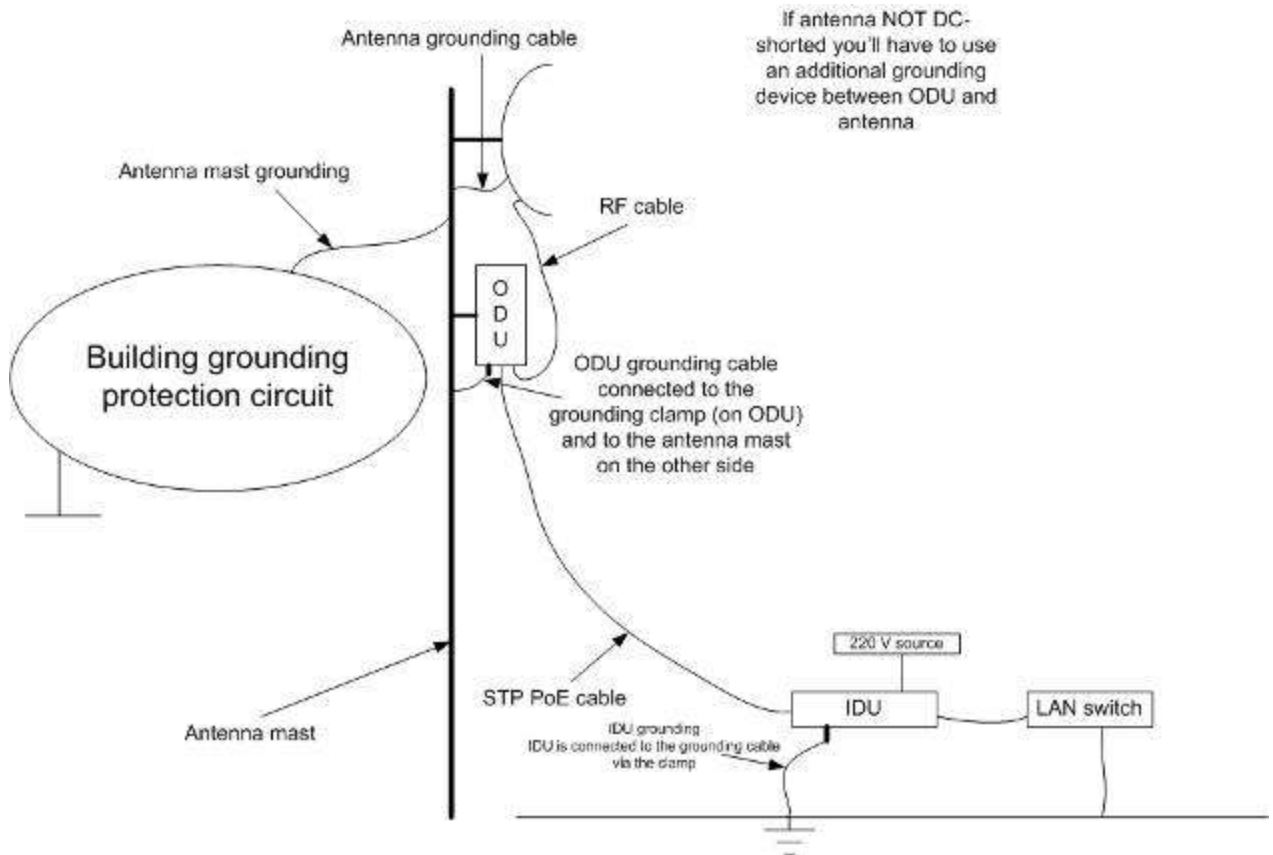 If antenna NOT DC-
shorted you'll have to use
an additional grounding
device between ODU and
antenna
Antenna grounding cable
Antenna mast grounding
RF cable
O
D
U
Building grounding
protection circuit
ODU grounding cable
connected to the
grounding clamp (on ODU)
and to the antenna mast
on the other side
220 V source
STP PoE cable
IDU
LAN switch
Antenna mast
IDU grounding
IDU is connected to the grounding cable
via the clamp